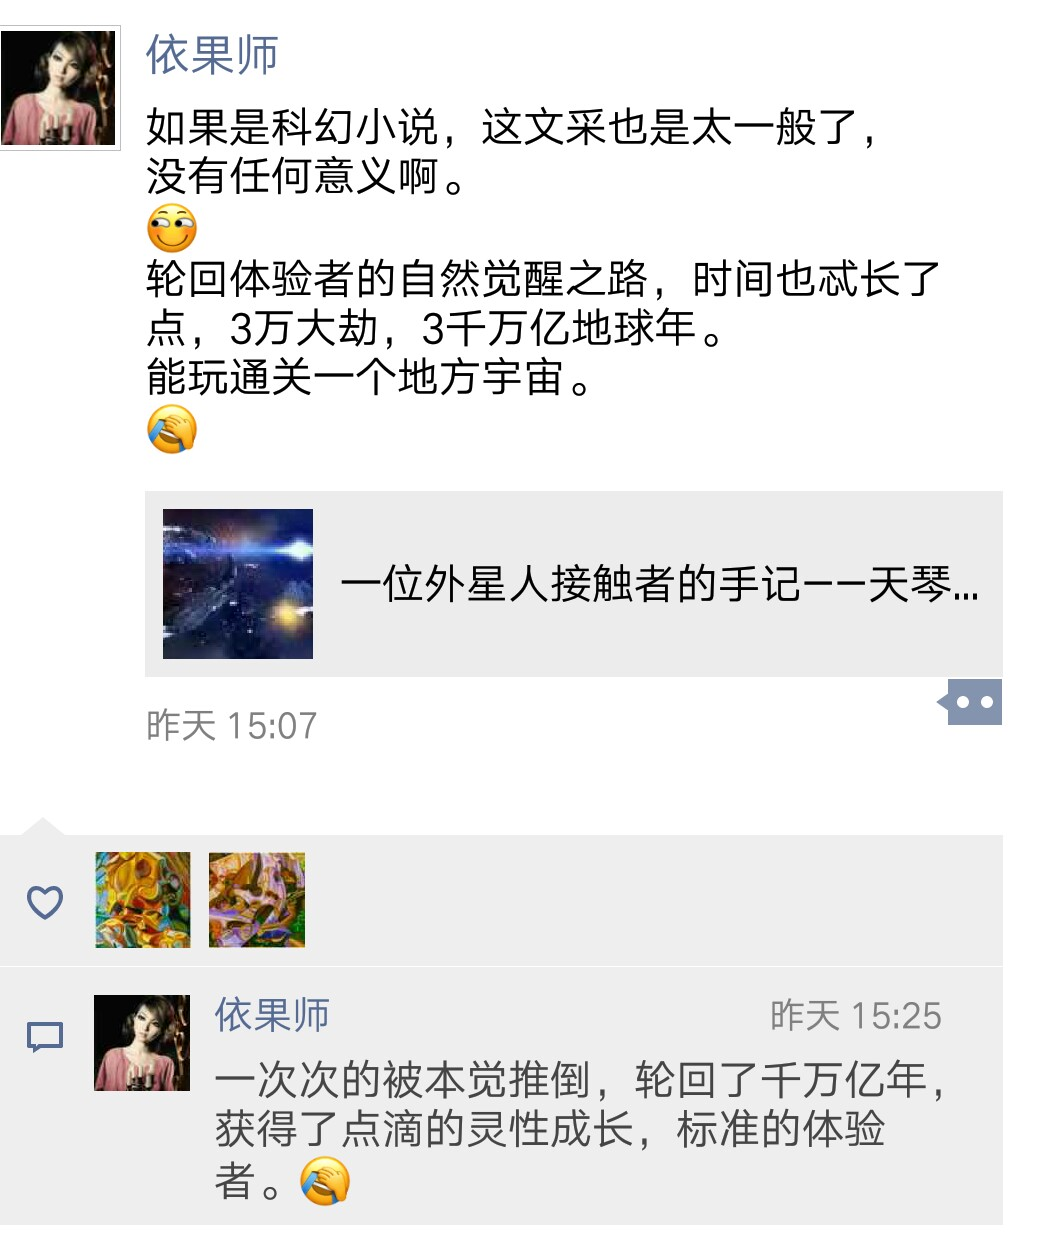 依果师
如果是科幻小说，这文采也是太一般了，
没有任何意义啊。
轮回体验者的自然觉醒之路，时间也忒长了
点，3万大劫，3千万亿地球年。
能玩通关一个地方宇宙。
一位外星人接触者的手记——天琴...
昨天 15:07
依果师
昨天 15:25
一次次的被本觉推倒，轮回了千万亿年，
获得了点滴的灵性成长，标准的体验
者。